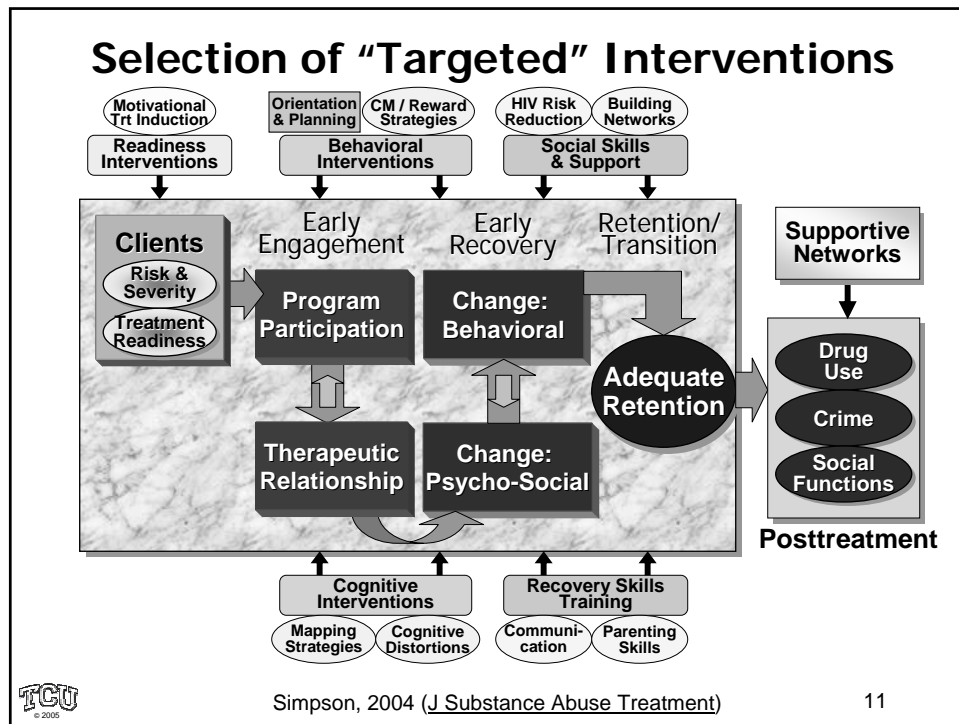 Selection of “Targeted” Interventions
Motivational
Trt Induction
Orientation
& Planning
CM / Reward
Strategies
HIV Risk
Reduction
Building
Networks
Readiness
Interventions
Behavioral
Interventions
Social Skills
& Support
Clients
Risk &
Severity
Treatment
Readiness
Early
Engagement
Early
Recovery
Retention/
Transition
Program
Participation
Change:
Behavioral
Therapeutic
Relationship
Change:
Psycho-Social
Adequate
Retention
Supportive
Networks
Drug
Use
Crime
Social
Functions
Posttreatment
Cognitive
Interventions
Recovery Skills
Training
Mapping
Strategies
Cognitive
Distortions
Communi-
cation
Parenting
Skills
TCU
© 2005
Simpson, 2004 (J Substance Abuse Treatment)
11